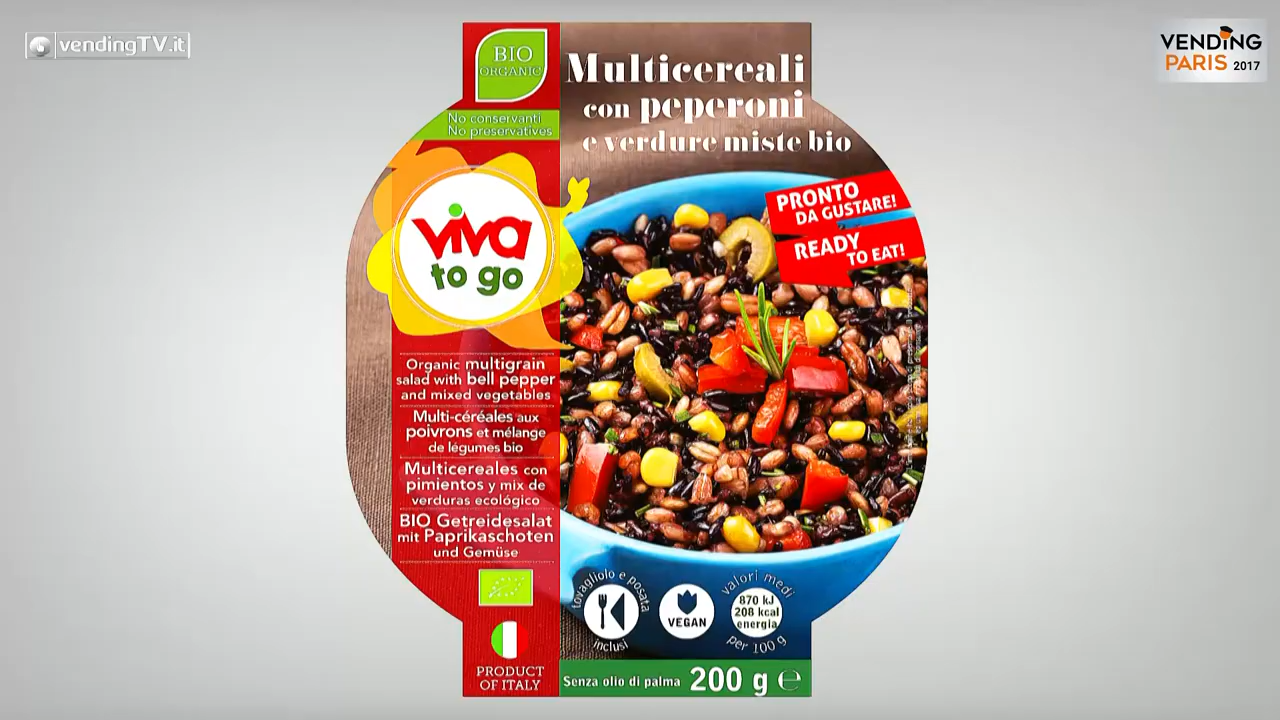 vendingTV.it
VENDING
PARIS 2017
BIO
ORGANIC
No conservanti
No preservatives
Multicereali
con peperoni
e verdure miste bio
viva
to go
PRONTO
DA GUSTARE!
READY
TO EAT!
Organic multigrain
salad with bell pepper
and mixed vegetables
Multi-céréales aux
poivrons et mélange
de légumes bio
Multicereales con
pimientos y mix de
verduras ecológico
BIO Getreidesalat
mit Paprikaschoten
und Gemüse
PRODUCT
OF ITALY
tovagliolo e posata
inclusi
VEGAN
valori medi
870 kJ
208 kcal
energia
per 100 g
Senza olio di palma 200 g ℮